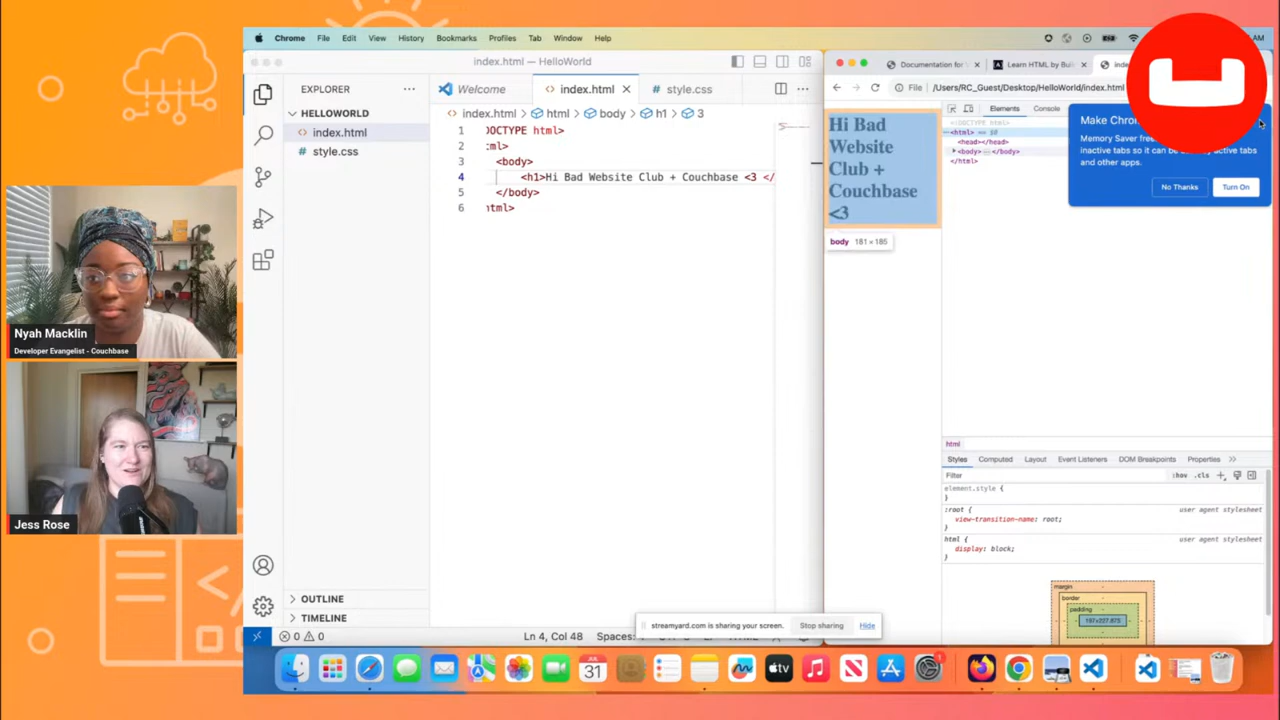 Chrome File Edit View History Bookmarks Profiles Tab Window Help
AM
index.html — HelloWorld
EXPLORER
HELLOWORLD
index.html
style.css
OUTLINE
TIMELINE
Welcome index.html style.css
index.html > html > body > h1 > 3
1 DOCTYPE html>
2 ml>
3 <body>
4 <h1>Hi Bad Website Club + Couchbase <3 </
5 </body>
6 html>
0 0
Ln 4, Col 48 Spaces:
streamyard.com is sharing your screen. Stop sharing Hide
Documentation for Learn HTML by Bui
File /Users/RC_Guest/Desktop/HelloWorld/index.html
Hi Bad
Website
Club +
Couchbase
<3
body 181 × 185
Elements Console
<!DOCTYPE html>
<html> == $0
<head></head>
<body> </body>
</html>
Make Chro
Memory Saver free
inactive tabs so it can be active tabs
and other apps.
No Thanks Turn On
html
Styles Computed Layout Event Listeners DOM Breakpoints Properties
Filter :hov .cls
element.style {
}
:root { user agent stylesheet
view-transition-name: root;
}
html { user agent stylesheet
display: block;
}
margin
border
padding
197×227.875
Nyah Macklin
Developer Evangelist - Couchbase
Jess Rose
JUL
31
tv